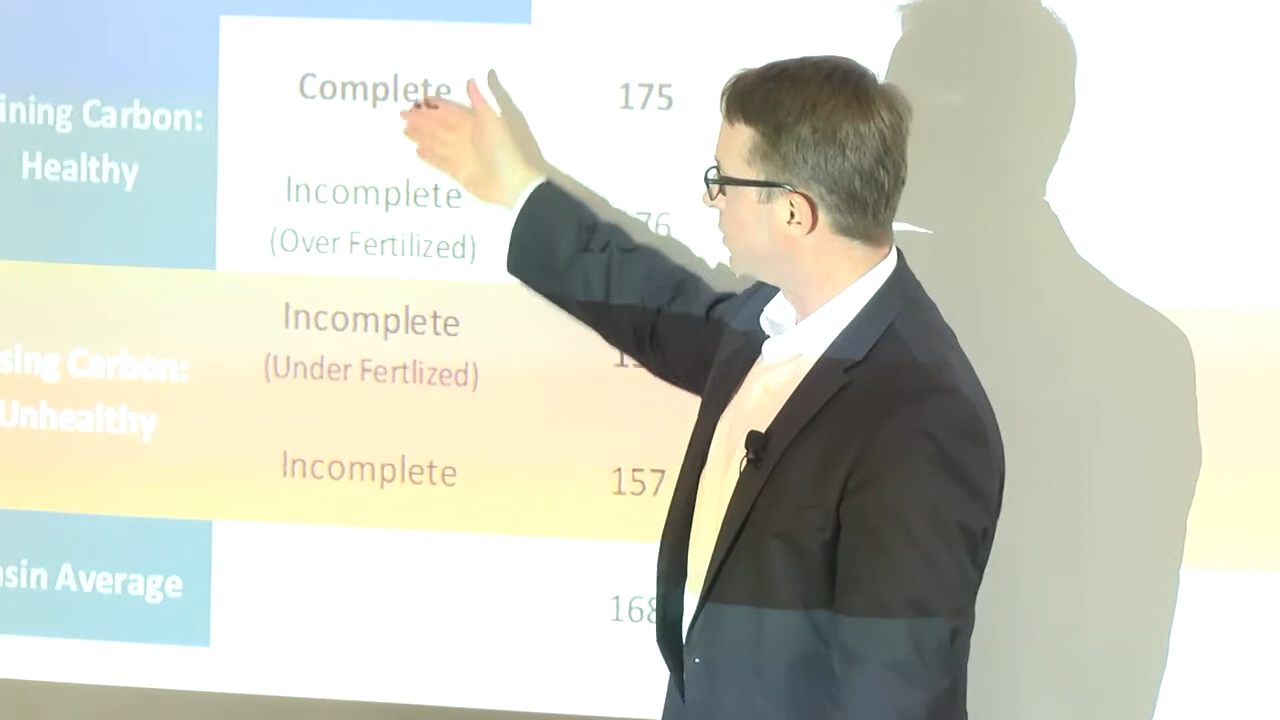 ining Carbon:
Healthy
Complete
175
Incomplete
(Over Fertilized)
sing Carbon:
Unhealthy
Incomplete
(Under Fertlized)
Incomplete
157
sin Average
168